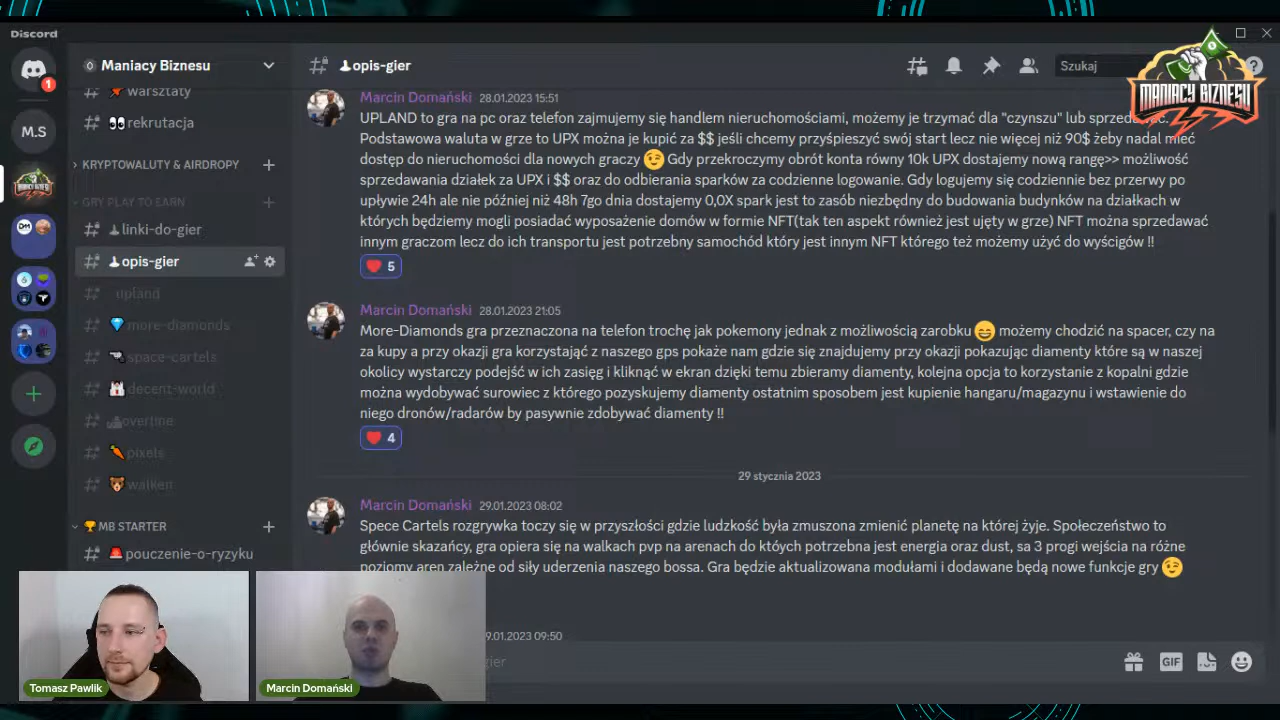 Discord
1
M.S
Maniacy Biznesu
warsztaty
rekrutacja
KRYPTOWALUTY & AIRDROPY
GRY PLAY TO EARN
linki-do-gier
opis-gier
upland
more-diamonds
space-cartels
decent-world
overtime
pixels
walken
MB STARTER
pouczenie-o-ryzyku
opis-gier
Szukaj
MANIACY BIZNESU
Marcin Domański 28.01.2023 15:51
UPLAND to gra na pc oraz telefon zajmujemy się handlem nieruchomościami, możemy je trzymać dla "czynszu" lub
Podstawowa waluta w grze to UPX można je kupić za $$ jeśli chcemy przyśpieszyć swój start lecz nie więcej niż 90$ żeby nadal mieć
dostęp do nieruchomości dla nowych graczy 😉 Gdy przekroczymy obrót konta równy 10k UPX dostajemy nową rangę>> możliwość
sprzedawania działek za UPX i $$ oraz do odbierania sparków za codzienne logowanie. Gdy logujemy się codziennie bez przerwy po
upływie 24h ale nie później niż 48h 7go dnia dostajemy 0,0X spark jest to zasób niezbędny do budowania budynków na działkach w
których będziemy mogli posiadać wyposażenie domów w formie NFT(tak ten aspekt również jest ujęty w grze) NFT można sprzedawać
innym graczom lecz do ich transportu jest potrzebny samochód który jest innym NFT którego też możemy użyć do wyścigów !!
❤️ 5
Marcin Domański 28.01.2023 21:05
More-Diamonds gra przeznaczona na telefon trochę jak pokemony jednak z możliwością zarobku 😄 możemy chodzić na spacer, czy na
za kupy a przy okazji gra korzystająć z naszego gps pokaże nam gdzie się znajdujemy przy okazji pokazując diamenty które są w naszej
okolicy wystarczy podejść w ich zasięg i kliknąć w ekran dzięki temu zbieramy diamenty, kolejna opcja to korzystanie z kopalni gdzie
można wydobywać surowiec z którego pozyskujemy diamenty ostatnim sposobem jest kupienie hangaru/magazynu i wstawienie do
niego dronów/radarów by pasywnie zdobywać diamenty !!
❤️ 4
29 stycznia 2023
Marcin Domański 29.01.2023 08:02
Spece Cartels rozgrywka toczy się w przyszłości gdzie ludzkość była zmuszona zmienić planetę na której żyje. Społeczeństwo to
głównie skazańcy, gra opiera się na walkach pvp na arenach do któych potrzebna jest energia oraz dust, sa 3 progi wejścia na różne
poziomy aren zależne od siły uderzenia naszego bossa. Gra będzie aktualizowana modułami i dodawane będą nowe funkcje gry 😉
9.01.2023 09:50
gier
GIF
Tomasz Pawlik
Marcin Domański